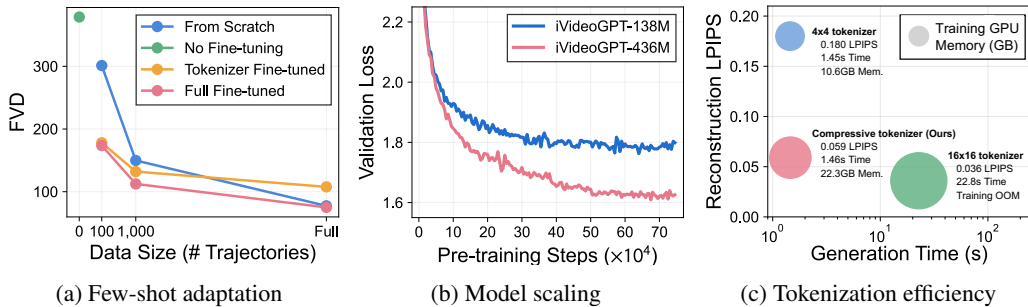 From Scratch
No Fine-tuning
Tokenizer Fine-tuned
Full Fine-tuned
FVD
300
200
100
0 100 1,000 Full
Data Size (# Trajectories)
(a) Few-shot adaptation
iVideoGPT-138M
iVideoGPT-436M
Validation Loss
2.2
2.0
1.8
1.6
0 10 20 30 40 50 60 70
Pre-training Steps (×10⁴)
(b) Model scaling
Reconstruction LPIPS
0.20
0.15
0.10
0.05
0.00
4x4 tokenizer
0.180 LPIPS
1.45s Time
10.6GB Mem.
Training GPU
Memory (GB)
Compressive tokenizer (Ours)
0.059 LPIPS
1.46s Time
22.3GB Mem.
16x16 tokenizer
0.036 LPIPS
22.8s Time
Training OOM
10⁰ 10¹ 10²
Generation Time (s)
(c) Tokenization efficiency